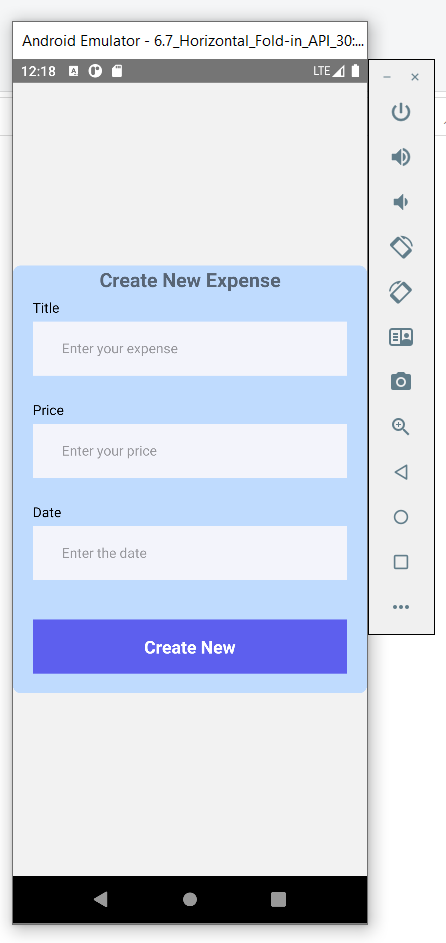 Android Emulator - 6.7_Horizontal_Fold-in_API_30:...
12:18
LTE
Create New Expense
Title
Enter your expense
Price
Enter your price
Date
Enter the date
Create New